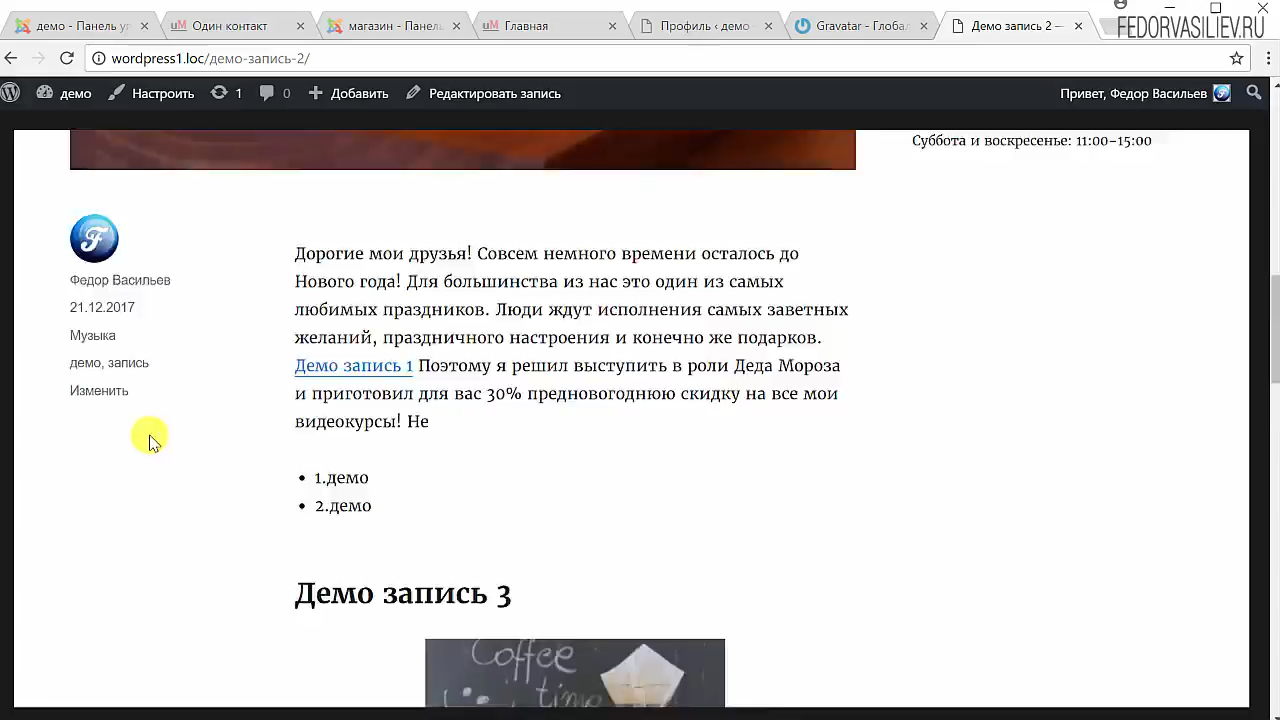 демо - Панель у
Один контакт
магазин - Панель
Главная
Профиль ‹ демо
Gravatar - Глобал
Демо запись 2 —
FEDORVASILIEV.RU
wordpress1.loc/демо-запись-2/
демо
Настроить
1
0
Добавить
Редактировать запись
Привет, Федор Васильев
Суббота и воскресенье: 11:00–15:00
Федор Васильев
21.12.2017
Музыка
демо, запись
Изменить
Дорогие мои друзья! Совсем немного времени осталось до
Нового года! Для большинства из нас это один из самых
любимых праздников. Люди ждут исполнения самых заветных
желаний, праздничного настроения и конечно же подарков.
Демо запись 1 Поэтому я решил выступить в роли Деда Мороза
и приготовил для вас 30% предновогоднюю скидку на все мои
видеокурсы! Не
• 1.демо
• 2.демо
Демо запись 3
Coffee
time